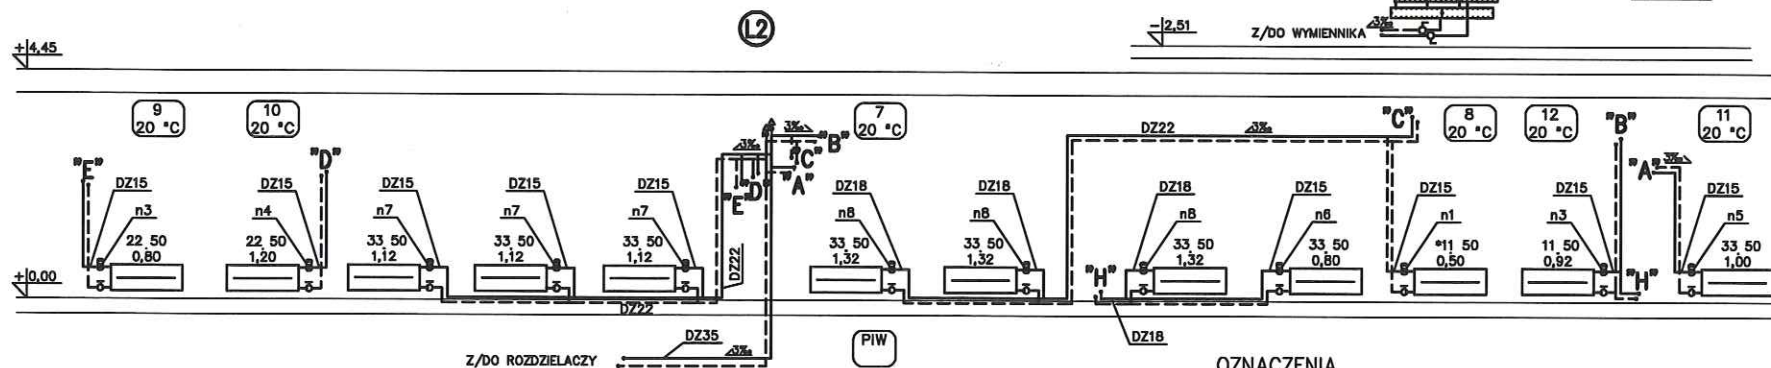 L2
-2,51
Z/DO WYMIENNIKA
3‰
+4,45
9
20 °C
10
20 °C
7
20 °C
8
20 °C
12
20 °C
11
20 °C
"E"
"D"
3‰
3‰
"B"
"C"
"A"
"E"
"D"
DZ22
3‰
"C"
"B"
"A"
3‰
DZ15
DZ15
DZ15
DZ15
DZ15
DZ18
DZ18
DZ18
DZ15
DZ15
DZ15
DZ15
n3
n4
n7
n7
n7
n8
n8
n8
n6
n1
n3
n5
22 50
0,80
22 50
1,20
33 50
1,12
33 50
1,12
33 50
1,12
33 50
1,32
33 50
1,32
33 50
1,32
33 50
0,80
*11 50
0,50
11 50
0,92
33 50
1,00
DZ22
"H"
"H"
+0,00
DZ22
DZ35
3‰
PIW
DZ18
Z/DO ROZDZIELACZY
OZNACZENIA